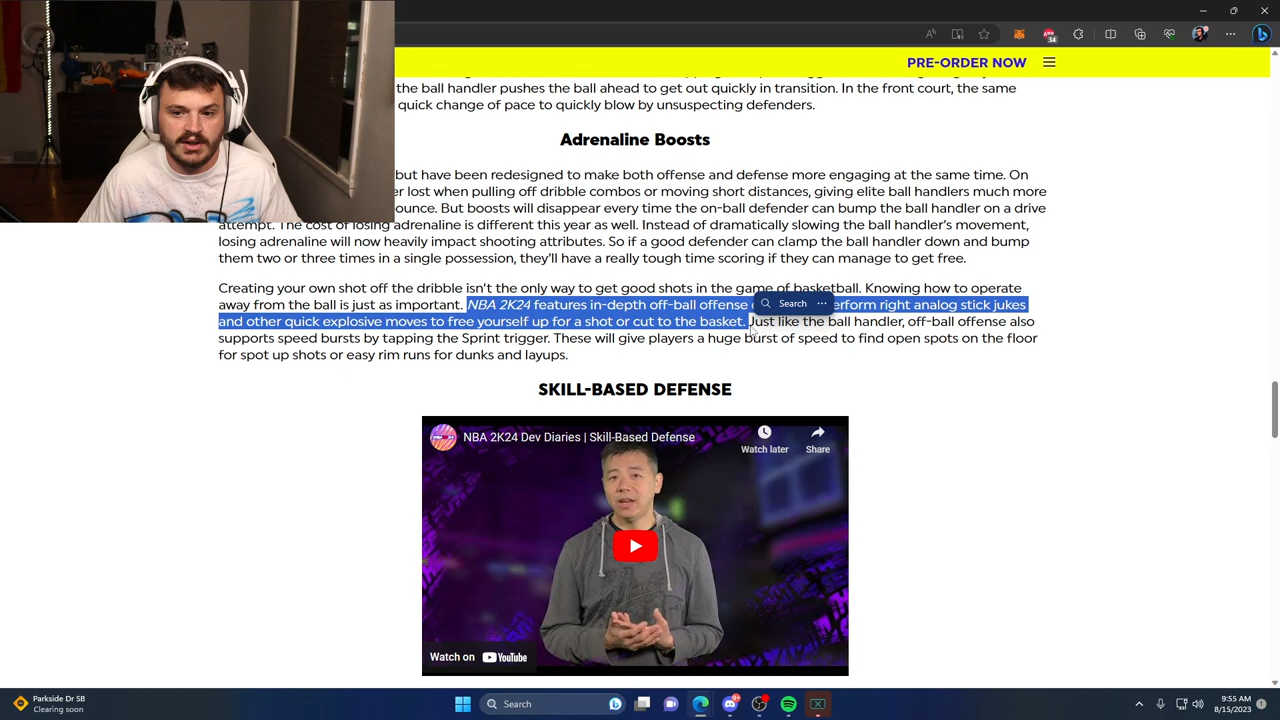 34
PRE-ORDER NOW
the ball handler pushes the ball ahead to get out quickly in transition. In the front court, the same
quick change of pace to quickly blow by unsuspecting defenders.
Adrenaline Boosts
but have been redesigned to make both offense and defense more engaging at the same time. On
lost when pulling off dribble combos or moving short distances, giving elite ball handlers much more
ounce. But boosts will disappear every time the on-ball defender can bump the ball handler on a drive
attempt. The cost of losing adrenaline is different this year as well. Instead of dramatically slowing the ball handler's movement,
losing adrenaline will now heavily impact shooting attributes. So if a good defender can clamp the ball handler down and bump
them two or three times in a single possession, they'll have a really tough time scoring if they can manage to get free.
Creating your own shot off the dribble isn't the only way to get good shots in the game of basketball. Knowing how to operate
away from the ball is just as important. NBA 2K24 features in-depth off-ball offense erform right analog stick jukes
Search ...
and other quick explosive moves to free yourself up for a shot or cut to the basket. Just like the ball handler, off-ball offense also
supports speed bursts by tapping the Sprint trigger. These will give players a huge burst of speed to find open spots on the floor
for spot up shots or easy rim runs for dunks and layups.
SKILL-BASED DEFENSE
NBA 2K24 Dev Diaries | Skill-Based Defense
Watch later Share
Watch on YouTube
Parkside Dr SB
Clearing soon
Search
9:55 AM
8/15/2023